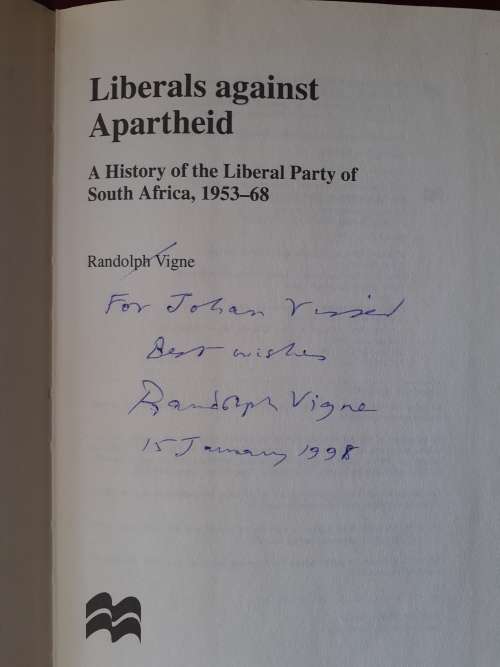 Liberals against
Apartheid
A History of the Liberal Party of
South Africa, 1953–68
Randolph Vigne
For Johan
Best wishes
Randolph Vigne
15 January 1998